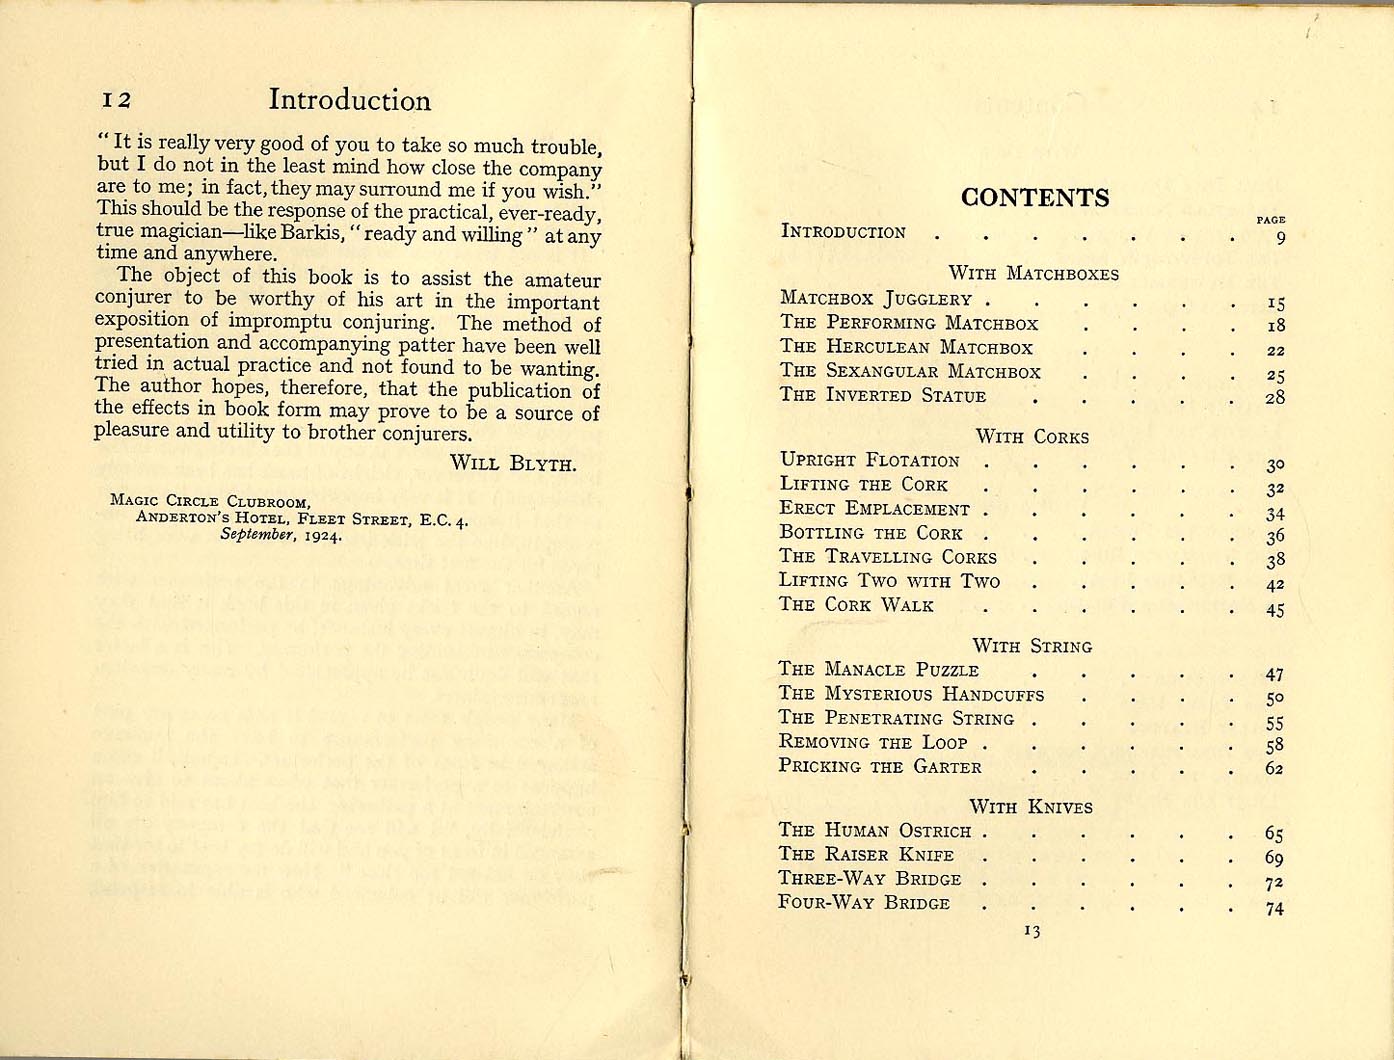 12 Introduction
“ It is really very good of you to take so much trouble,
but I do not in the least mind how close the company
are to me; in fact, they may surround me if you wish.”
This should be the response of the practical, ever-ready,
true magician—like Barkis, “ ready and willing ” at any
time and anywhere.
The object of this book is to assist the amateur
conjurer to be worthy of his art in the important
exposition of impromptu conjuring. The method of
presentation and accompanying patter have been well
tried in actual practice and not found to be wanting.
The author hopes, therefore, that the publication of
the effects in book form may prove to be a source of
pleasure and utility to brother conjurers.
WILL BLYTH.
MAGIC CIRCLE CLUBROOM,
ANDERTON'S HOTEL, FLEET STREET, E.C. 4.
September, 1924.
CONTENTS
PAGE
INTRODUCTION . . . . . . . 9
WITH MATCHBOXES
MATCHBOX JUGGLERY . . . . . . 15
THE PERFORMING MATCHBOX . . . . 18
THE HERCULEAN MATCHBOX . . . . 22
THE SEXANGULAR MATCHBOX . . . . 25
THE INVERTED STATUE . . . . . 28
WITH CORKS
UPRIGHT FLOTATION . . . . . . 30
LIFTING THE CORK . . . . . . 32
ERECT EMPLACEMENT . . . . . . 34
BOTTLING THE CORK . . . . . . 36
THE TRAVELLING CORKS . . . . . 38
LIFTING TWO WITH TWO . . . . . 42
THE CORK WALK . . . . . . 45
WITH STRING
THE MANACLE PUZZLE . . . . . 47
THE MYSTERIOUS HANDCUFFS . . . . 50
THE PENETRATING STRING . . . . . 55
REMOVING THE LOOP . . . . . . 58
PRICKING THE GARTER . . . . . 62
WITH KNIVES
THE HUMAN OSTRICH . . . . . . 65
THE RAISER KNIFE . . . . . . 69
THREE-WAY BRIDGE . . . . . . 72
FOUR-WAY BRIDGE . . . . . . 74
13